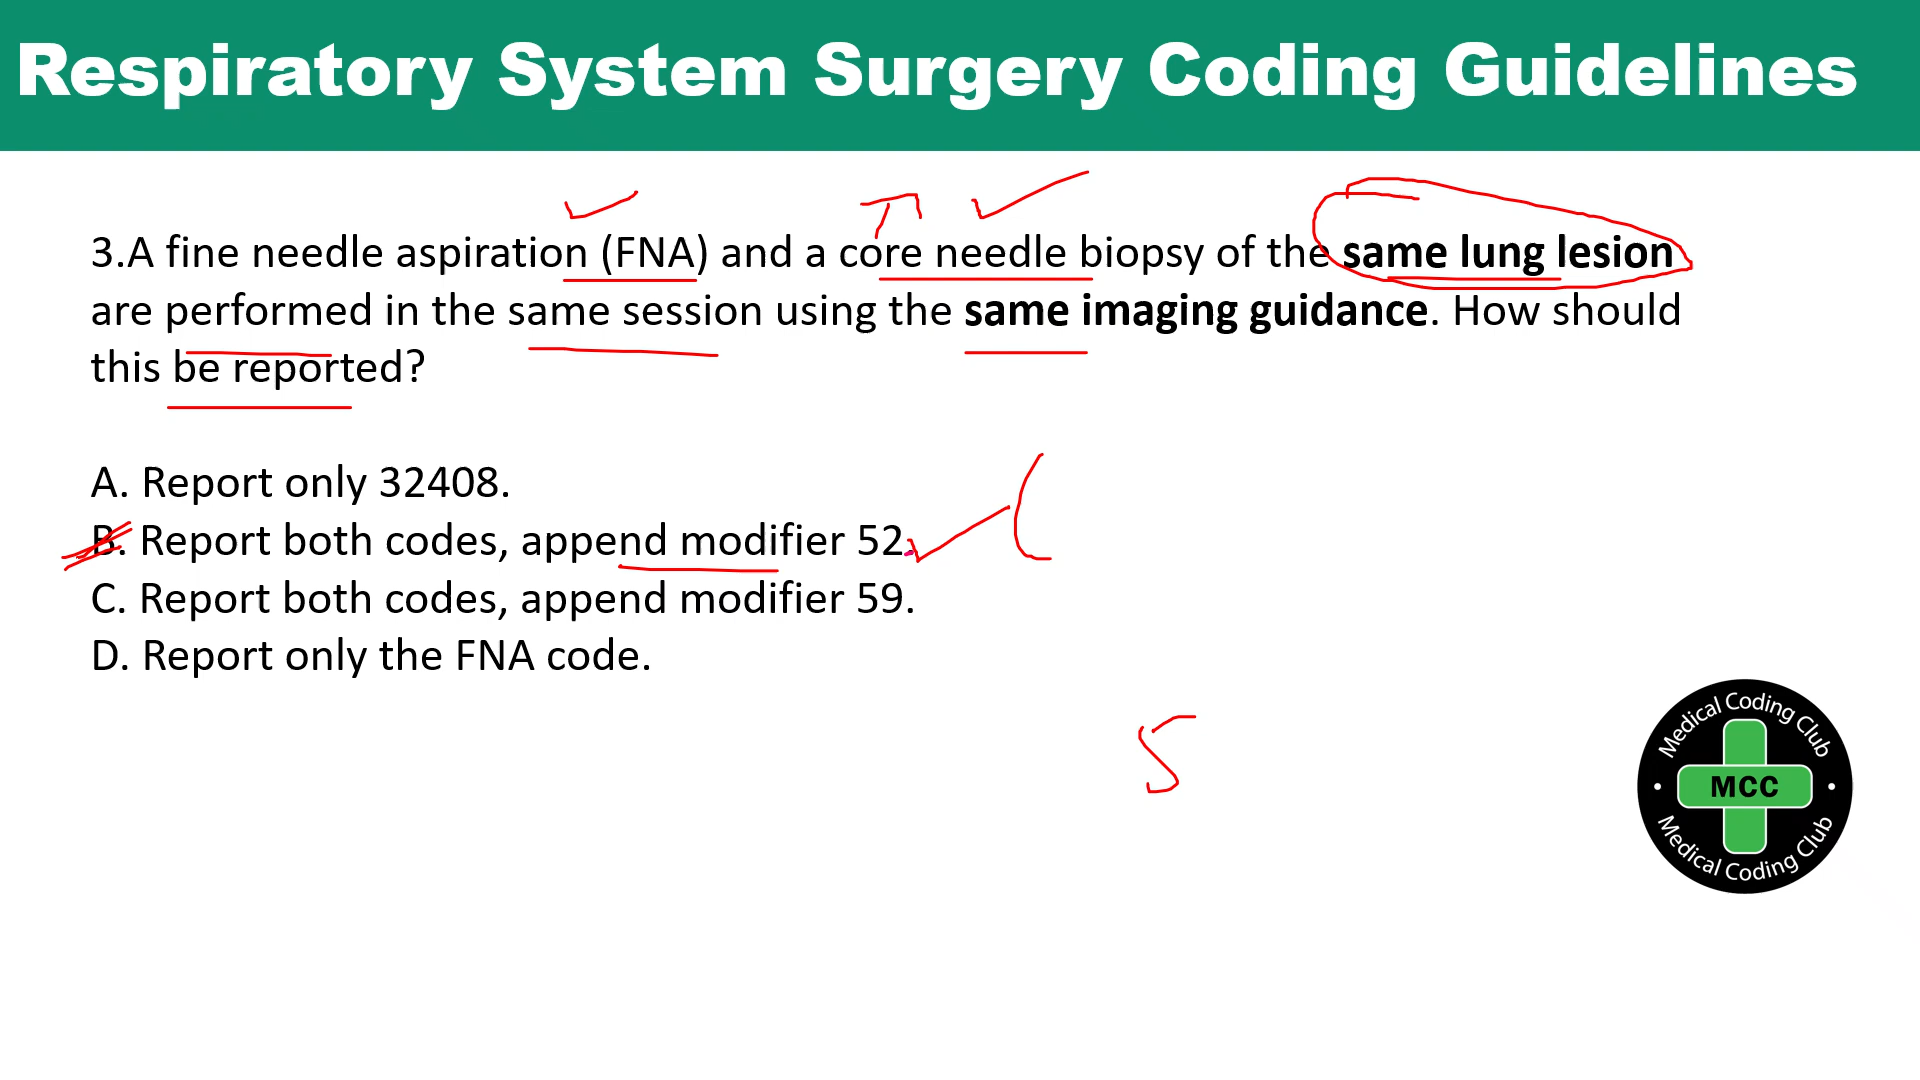 Respiratory System Surgery Coding Guidelines
3.A fine needle aspiration (FNA) and a core needle biopsy of the same lung lesion
are performed in the same session using the same imaging guidance. How should
this be reported?
A. Report only 32408.
B. Report both codes, append modifier 52.
C. Report both codes, append modifier 59.
D. Report only the FNA code.
5
Medical Coding Club
MCC
Medical Coding Club